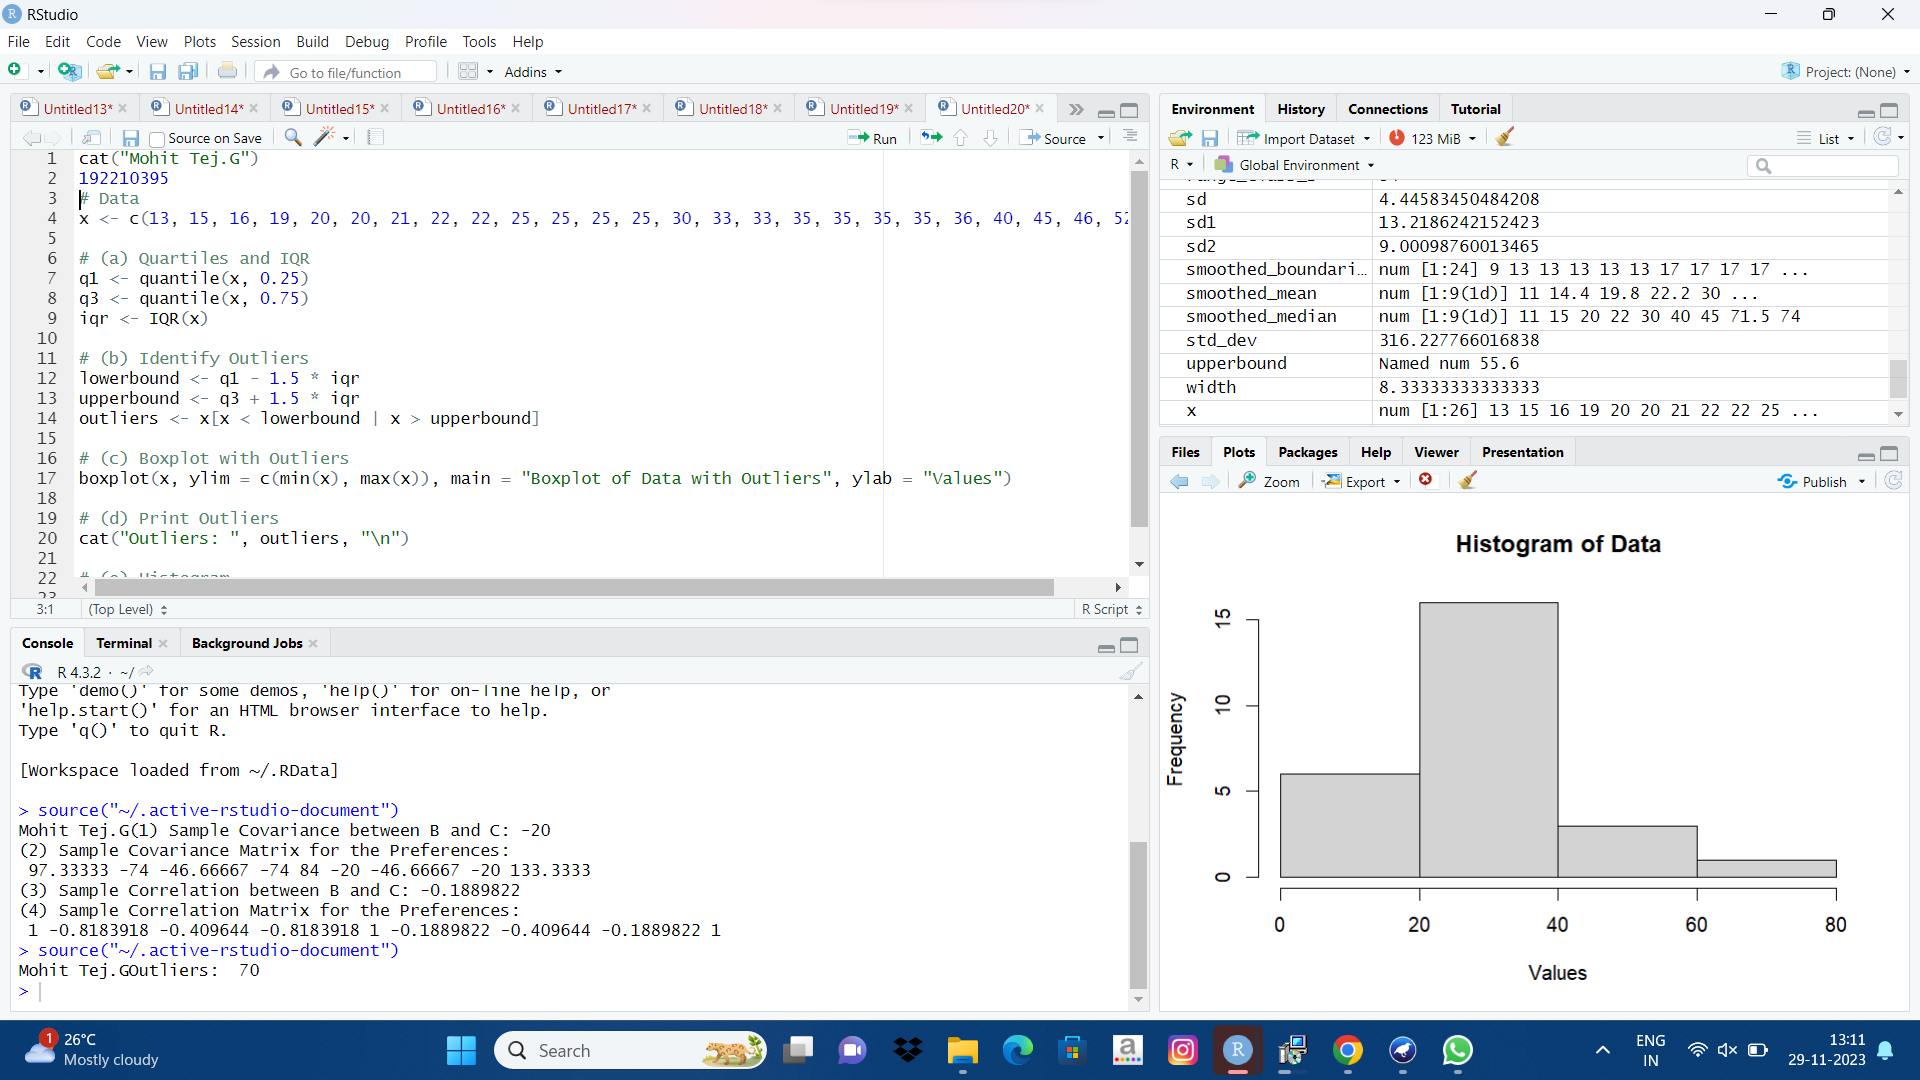 RStudio
File Edit Code View Plots Session Build Debug Profile Tools Help
Go to file/function Addins Project: (None)
Untitled13* Untitled14* Untitled15* Untitled16* Untitled17* Untitled18* Untitled19* Untitled20*
Source on Save Run Source
1 cat("Mohit Tej.G")
2 192210395
3 # Data
4 x <- c(13, 15, 16, 19, 20, 20, 21, 22, 22, 25, 25, 25, 25, 30, 33, 33, 35, 35, 35, 35, 36, 40, 45, 46, 52
5
6 # (a) Quartiles and IQR
7 q1 <- quantile(x, 0.25)
8 q3 <- quantile(x, 0.75)
9 iqr <- IQR(x)
10
11 # (b) Identify Outliers
12 lowerbound <- q1 - 1.5 * iqr
13 upperbound <- q3 + 1.5 * iqr
14 outliers <- x[x < lowerbound | x > upperbound]
15
16 # (c) Boxplot with Outliers
17 boxplot(x, ylim = c(min(x), max(x)), main = "Boxplot of Data with Outliers", ylab = "Values")
18
19 # (d) Print Outliers
20 cat("Outliers: ", outliers, "\n")
21
22 # (e) Histogram
23
3:1 (Top Level) R Script
Console Terminal Background Jobs
R 4.3.2 · ~/
Type 'demo()' for some demos, 'help()' for on-line help, or
'help.start()' for an HTML browser interface to help.
Type 'q()' to quit R.
[Workspace loaded from ~/.RData]
> source("~/.active-rstudio-document")
Mohit Tej.G(1) Sample Covariance between B and C: -20
(2) Sample Covariance Matrix for the Preferences:
97.33333 -74 -46.66667 -74 84 -20 -46.66667 -20 133.3333
(3) Sample Correlation between B and C: -0.1889822
(4) Sample Correlation Matrix for the Preferences:
1 -0.8183918 -0.409644 -0.8183918 1 -0.1889822 -0.409644 -0.1889822 1
> source("~/.active-rstudio-document")
Mohit Tej.GOutliers: 70
>
Environment History Connections Tutorial
Import Dataset 123 MiB List
R Global Environment
sd 4.44583450484208
sd1 13.2186242152423
sd2 9.00098760013465
smoothed_boundari… num [1:24] 9 13 13 13 13 13 17 17 17 17 ...
smoothed_mean num [1:9(1d)] 11 14.4 19.8 22.2 30 ...
smoothed_median num [1:9(1d)] 11 15 20 22 30 40 45 71.5 74
std_dev 316.227766016838
upperbound Named num 55.6
width 8.33333333333333
x num [1:26] 13 15 16 19 20 20 21 22 22 25 ...
Files Plots Packages Help Viewer Presentation
Zoom Export Publish
Histogram of Data
Frequency
15
10
5
0
0 20 40 60 80
Values
1
26°C
Mostly cloudy
Search
ENG
IN
13:11
29-11-2023